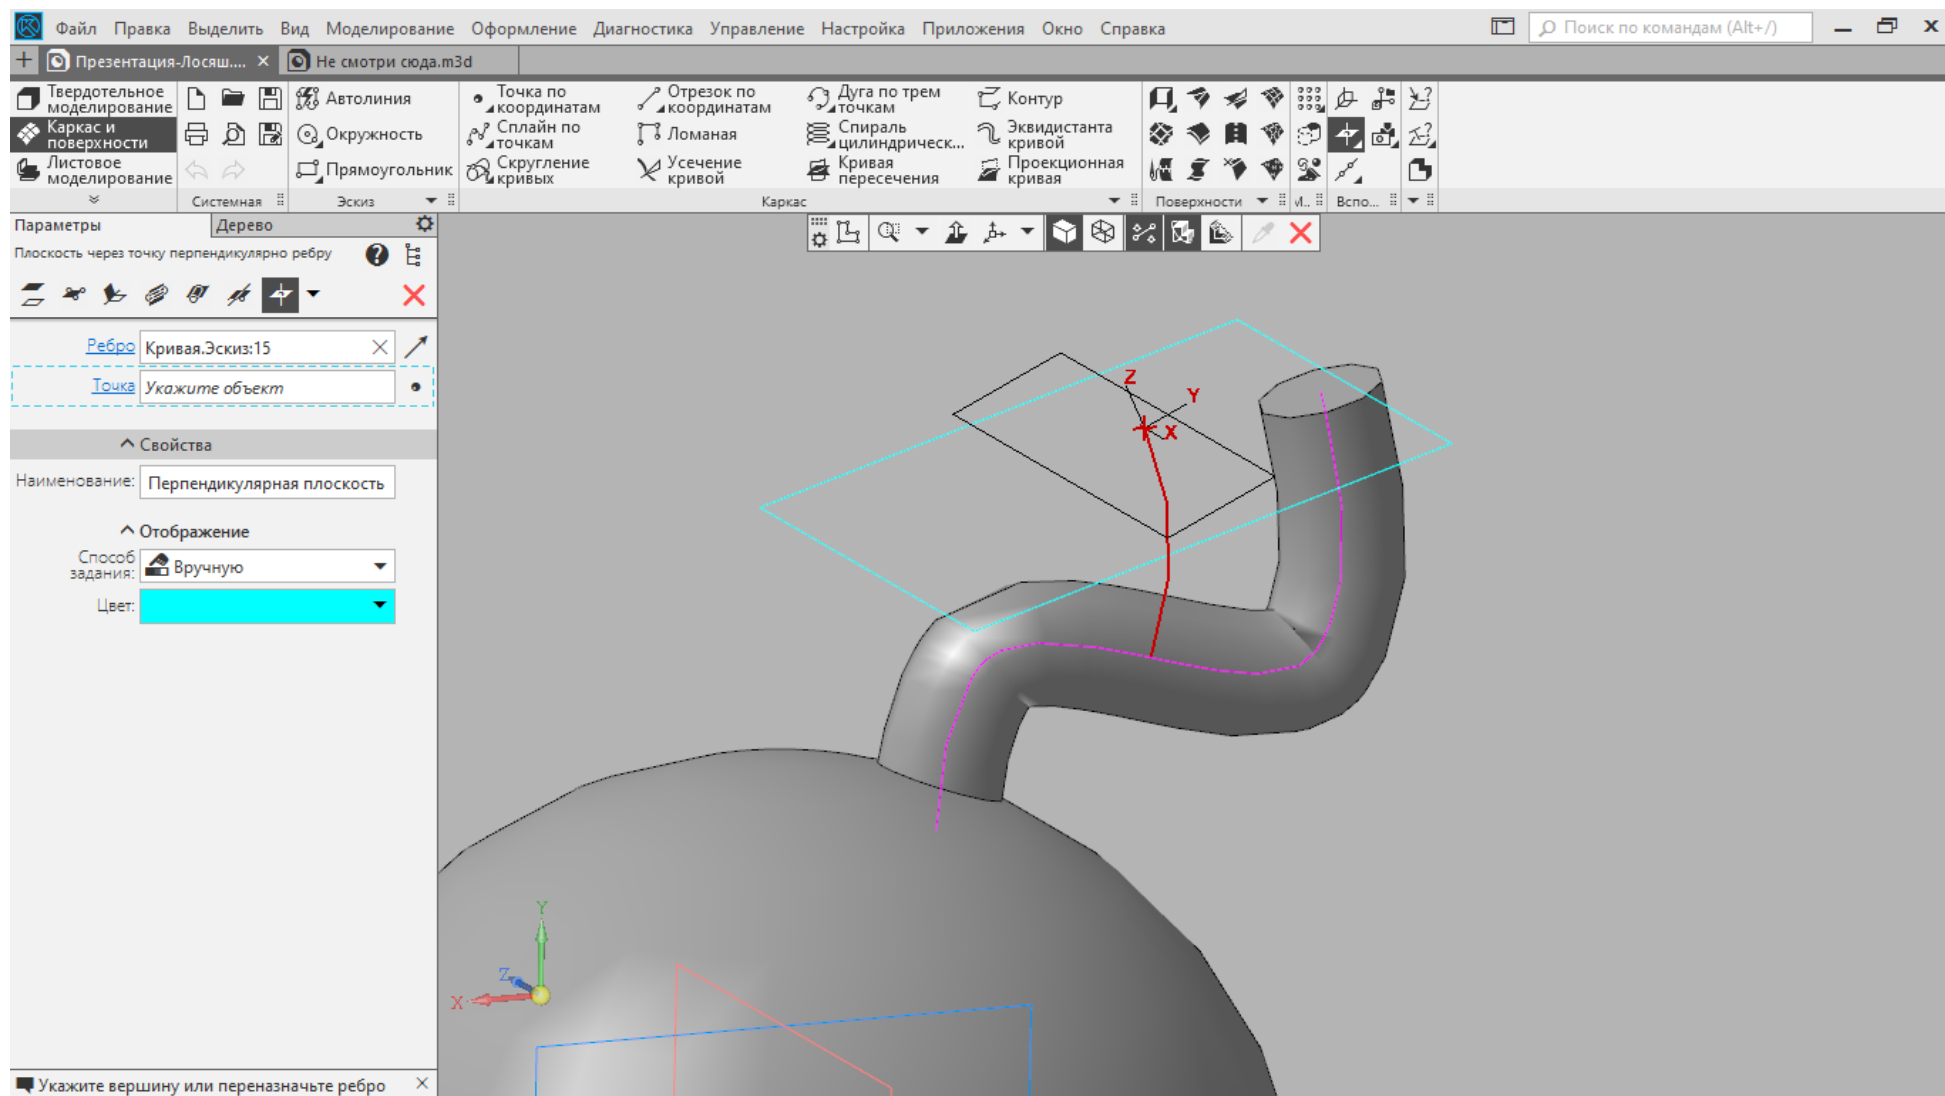 Файл Правка Выделить Вид Моделирование Оформление Диагностика Управление Настройка Приложения Окно Справка
Поиск по командам (Alt+/)
Презентация-Лосяш....
Не смотри сюда.m3d
Твердотельное
моделирование
Каркас и
поверхности
Листовое
моделирование
Системная
Автолиния
Окружность
Прямоугольник
Эскиз
Точка по
координатам
Сплайн по
точкам
Скругление
кривых
Отрезок по
координатам
Ломаная
Усечение
кривой
Дуга по трем
точкам
Спираль
цилиндрическ...
Кривая
пересечения
Контур
Эквидистанта
кривой
Проекционная
кривая
Каркас
Поверхности
И..
Вспо...
Параметры
Дерево
Плоскость через точку перпендикулярно ребру
Ребро
Кривая.Эскиз:15
Точка
Укажите объект
Свойства
Наименование:
Перпендикулярная плоскость
Отображение
Способ
задания:
Вручную
Цвет:
Укажите вершину или переназначьте ребро
Z
Y
X
Y
Z
X